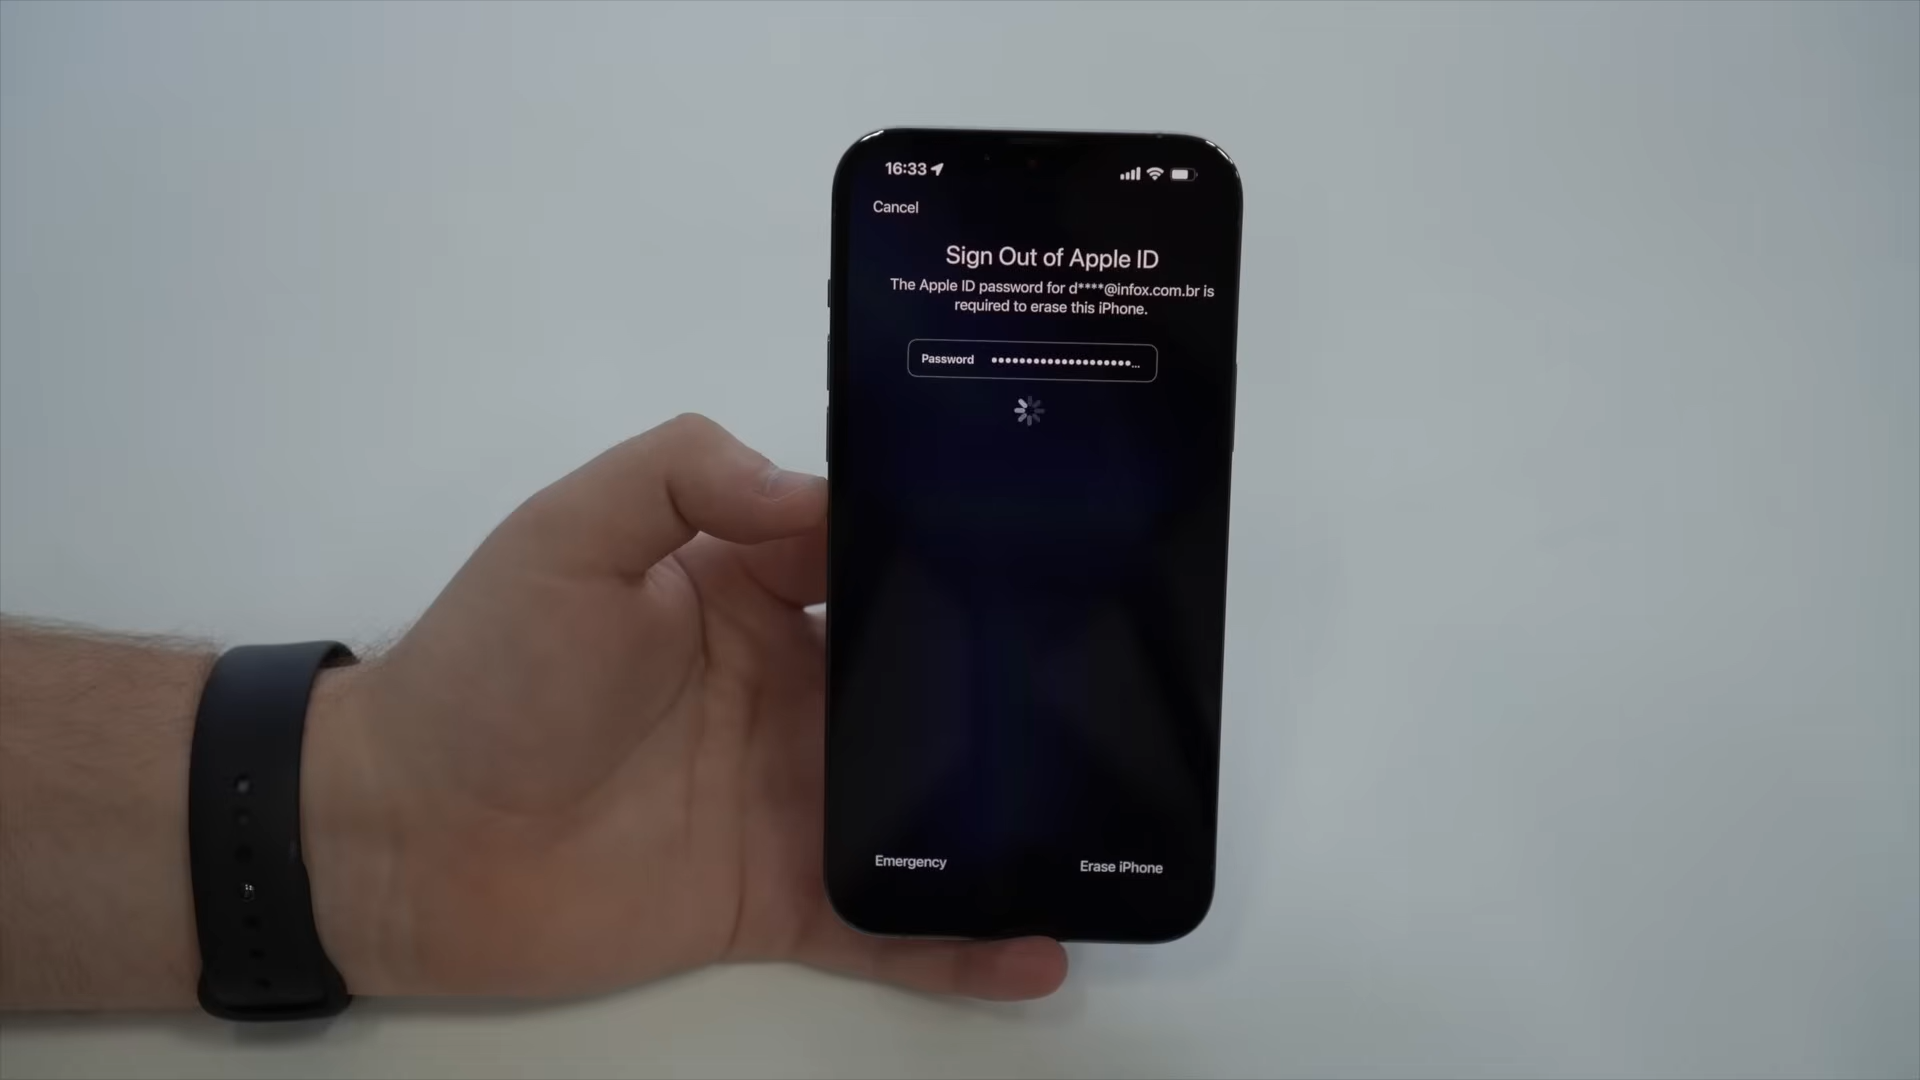 16:33
Cancel
Sign Out of Apple ID
The Apple ID password for d****@infox.com.br is
required to erase this iPhone.
Password ••••••••••••••••••••...
Emergency
Erase iPhone